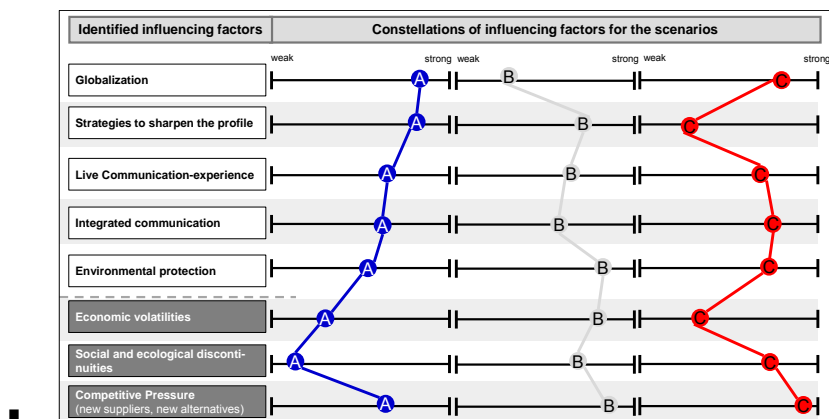 Identified influencing factors Constellations of influencing factors for the scenarios
weak strong weak strong weak strong
Globalization A B C
Strategies to sharpen the profile A B C
Live Communication-experience A B C
Integrated communication A B C
Environmental protection A B C
Economic volatilities A B C
Social and ecological disconti-
nuities A B C
Competitive Pressure
(new suppliers, new alternatives) A B C